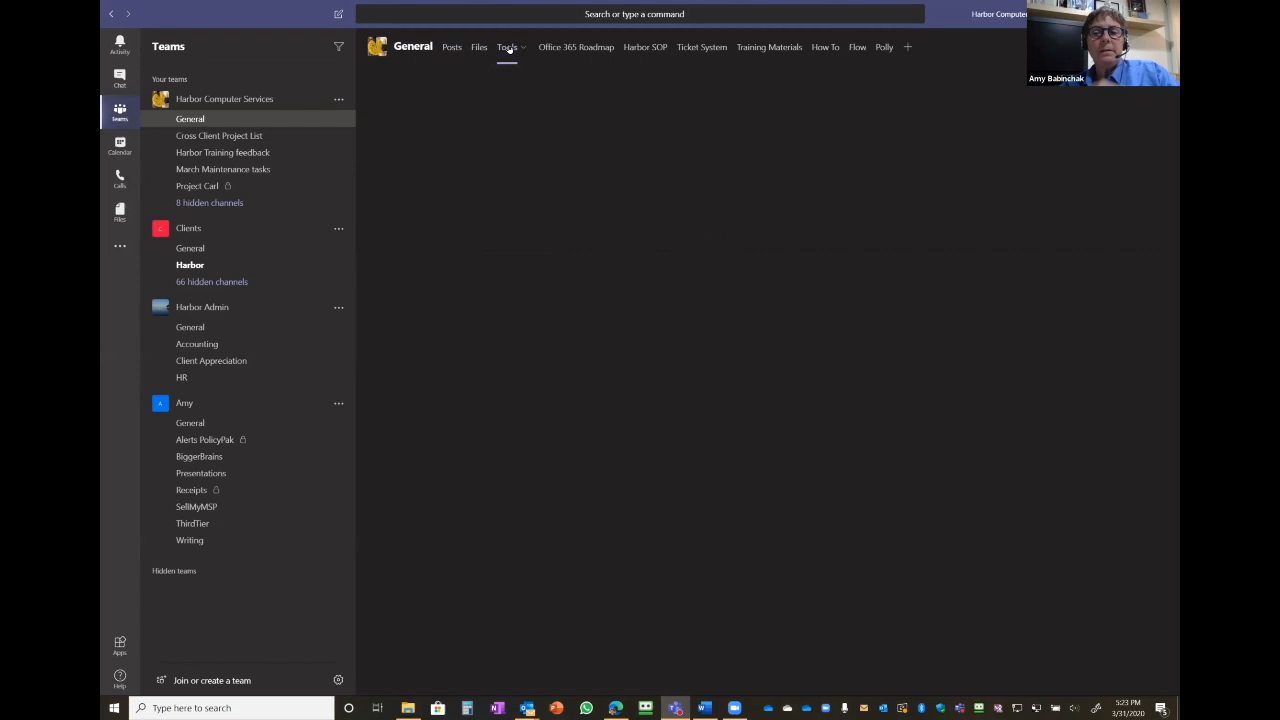 Search or type a command
Harbor Computer
Amy Babinchak
Activity
Chat
Teams
Calendar
Calls
Files
Apps
Help
Teams
Your teams
Harbor Computer Services
General
Cross Client Project List
Harbor Training feedback
March Maintenance tasks
Project Carl
8 hidden channels
C
Clients
General
Harbor
66 hidden channels
Harbor Admin
General
Accounting
Client Appreciation
HR
A
Amy
General
Alerts PolicyPak
BiggerBrains
Presentations
Receipts
SellMyMSP
ThirdTier
Writing
Hidden teams
Join or create a team
General Posts Files Tools Office 365 Roadmap Harbor SOP Ticket System Training Materials How To Flow Polly
Type here to search
5:23 PM
3/31/2020